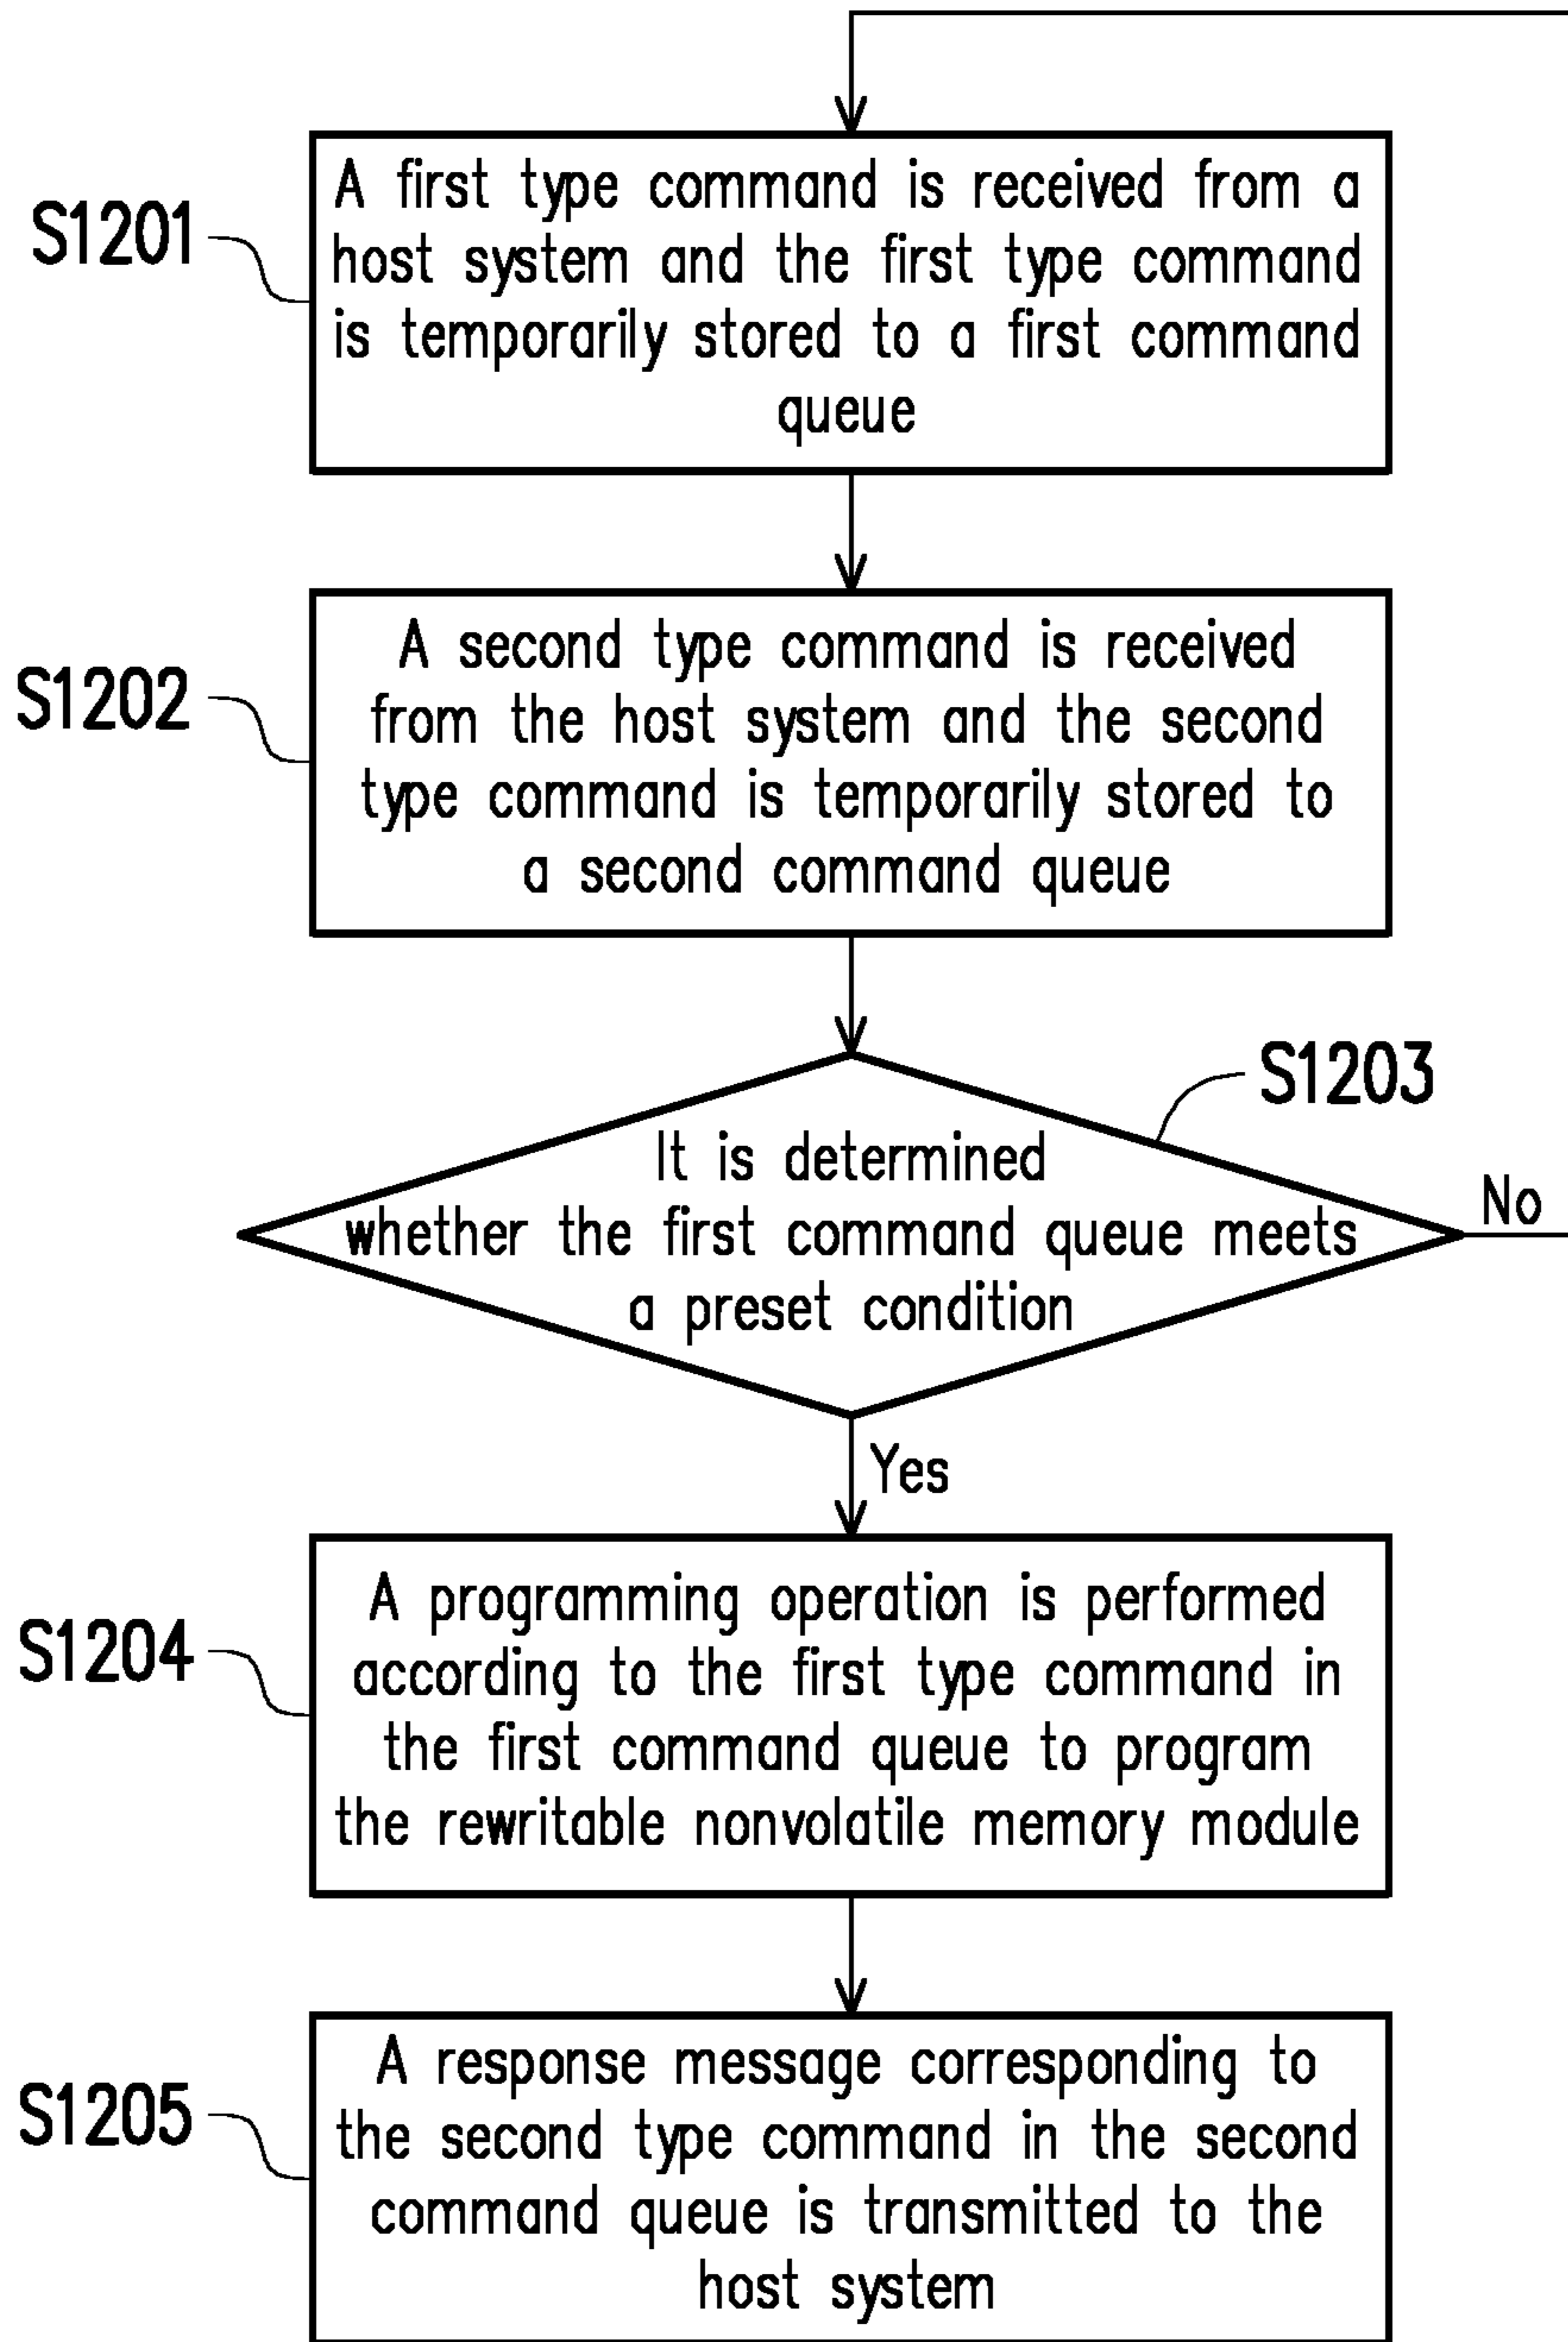 S1201
A first type command is received from a
host system and the first type command
is temporarily stored to a first command
queue
S1202
A second type command is received
from the host system and the second
type command is temporarily stored to
a second command queue
S1203
It is determined
whether the first command queue meets
a preset condition
No
Yes
S1204
A programming operation is performed
according to the first type command in
the first command queue to program
the rewritable nonvolatile memory module
S1205
A response message corresponding to
the second type command in the second
command queue is transmitted to the
host system